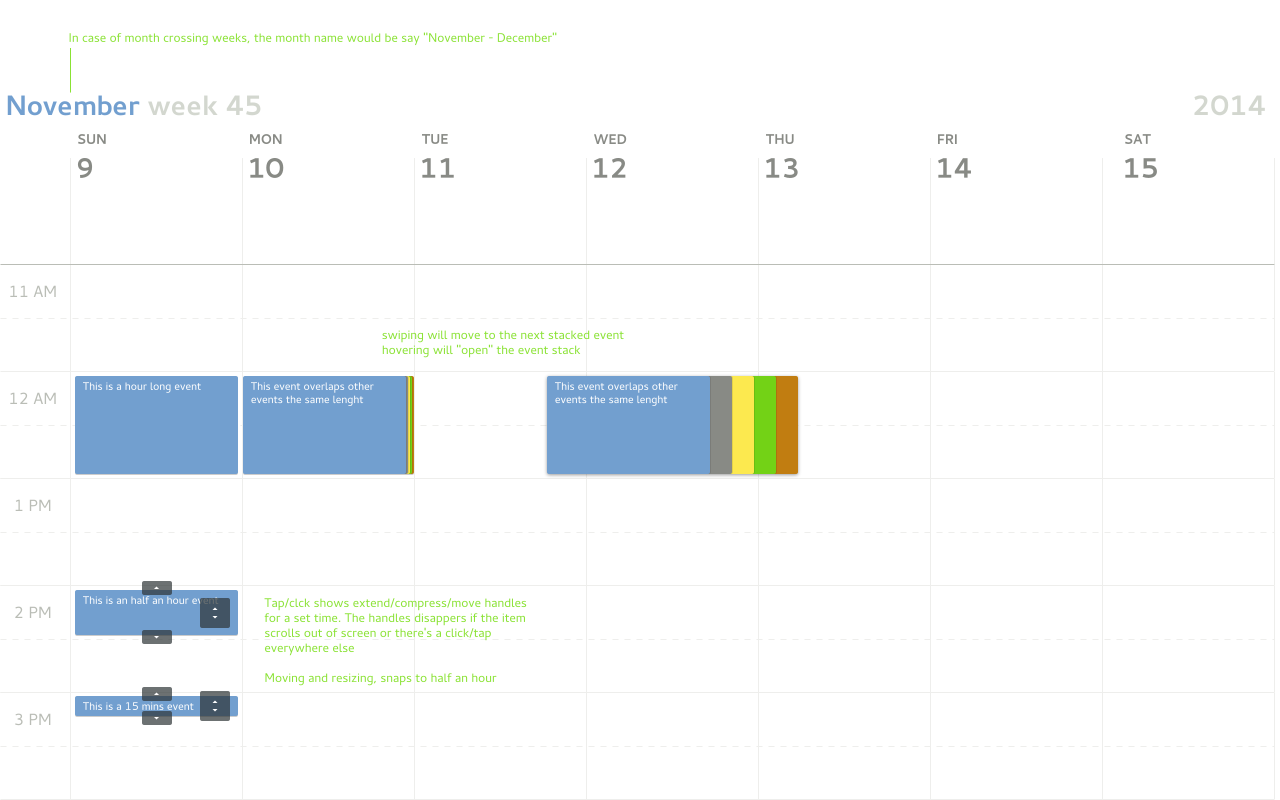 In case of month crossing weeks, the month name would be say "November - December"
November week 45
2014
SUN
MON
TUE
WED
THU
FRI
SAT
9
10
11
12
13
14
15
11 AM
swiping will move to the next stacked event
hovering will "open" the event stack
12 AM
This is a hour long event
This event overlaps other
events the same lenght
This event overlaps other
events the same lenght
1 PM
2 PM
This is an half an hour event
Tap/clck shows extend/compress/move handles
for a set time. The handles disappers if the item
scrolls out of screen or there's a click/tap
everywhere else
Moving and resizing, snaps to half an hour
This is a 15 mins event
3 PM